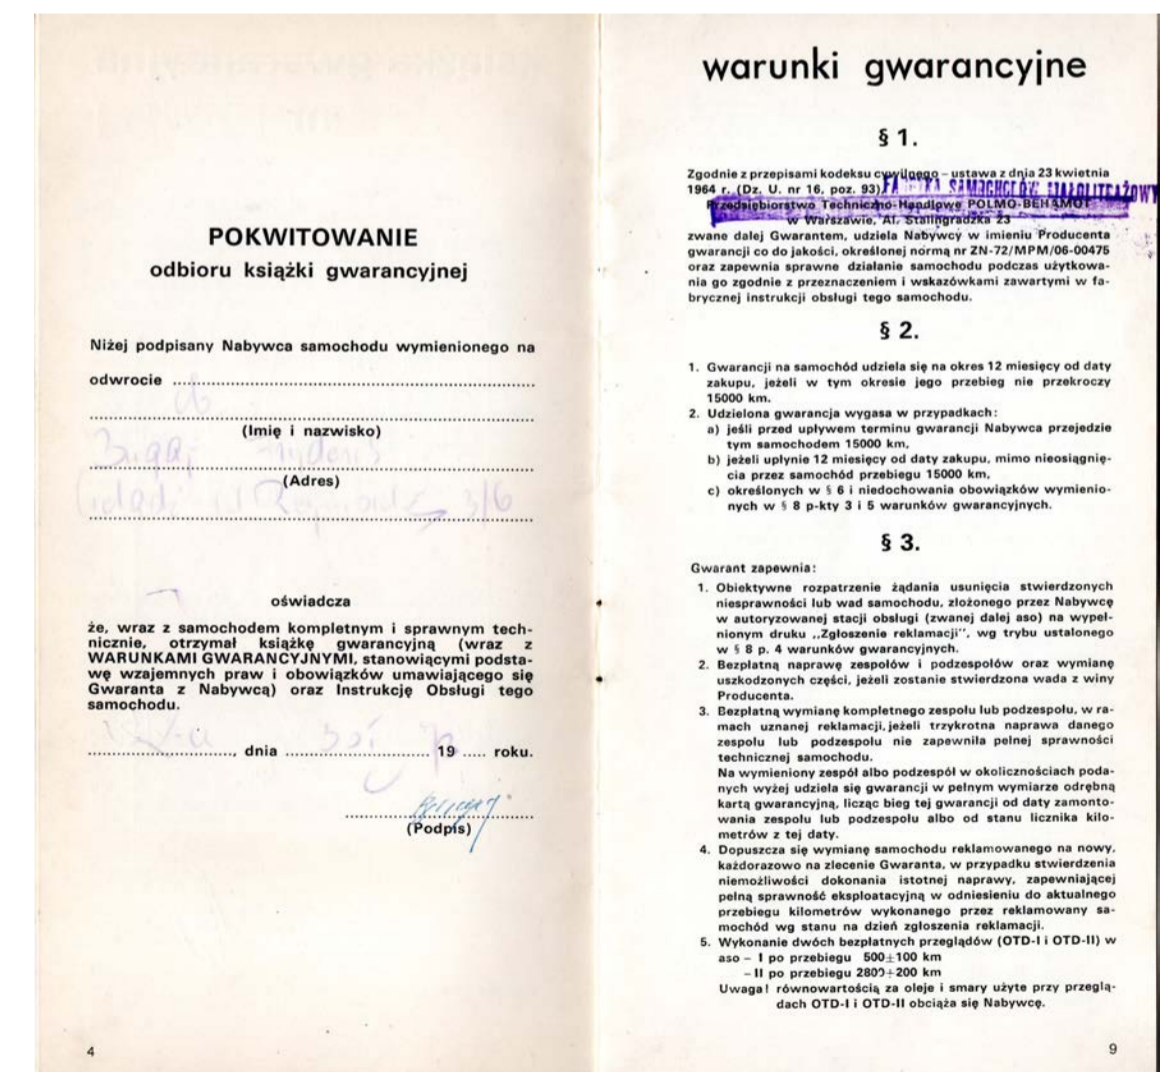 POKWITOWANIE
odbioru książki gwarancyjnej
Niżej podpisany Nabywca samochodu wymienionego na
odwrocie
(Imię i nazwisko)
(Adres)
3/6
oświadcza
że, wraz z samochodem kompletnym i sprawnym tech-
nicznie, otrzymał książkę gwarancyjną (wraz z
WARUNKAMI GWARANCYJNYMI, stanowiącymi podsta-
wę wzajemnych praw i obowiązków umawiającego się
Gwaranta z Nabywcą) oraz Instrukcję Obsługi tego
samochodu.
..............., dnia ............... 19 ..... roku.
(Podpis)
4
warunki gwarancyjne
§ 1.
Zgodnie z przepisami kodeksu cywilnego – ustawa z dnia 23 kwietnia
1964 r. (Dz. U. nr 16, poz. 93) FABRYKA SAMOCHODÓW MAŁOLITRAŻOWY
Przedsiębiorstwo Techniczno-Handlowe POLMO-BEHAMOT
w Warszawie, Al. Stalingradzka 23
zwane dalej Gwarantem, udziela Nabywcy w imieniu Producenta
gwarancji co do jakości, określonej normą nr ZN-72/MPM/06-00475
oraz zapewnia sprawne działanie samochodu podczas użytkowa-
nia go zgodnie z przeznaczeniem i wskazówkami zawartymi w fa-
brycznej instrukcji obsługi tego samochodu.
§ 2.
1. Gwarancji na samochód udziela się na okres 12 miesięcy od daty
zakupu, jeżeli w tym okresie jego przebieg nie przekroczy
15000 km.
2. Udzielona gwarancja wygasa w przypadkach:
a) jeśli przed upływem terminu gwarancji Nabywca przejedzie
tym samochodem 15000 km,
b) jeżeli upłynie 12 miesięcy od daty zakupu, mimo nieosiągnię-
cia przez samochód przebiegu 15000 km,
c) określonych w § 6 i niedochowania obowiązków wymienio-
nych w § 8 p-kty 3 i 5 warunków gwarancyjnych.
§ 3.
Gwarant zapewnia:
1. Obiektywne rozpatrzenie żądania usunięcia stwierdzonych
niesprawności lub wad samochodu, złożonego przez Nabywcę
w autoryzowanej stacji obsługi (zwanej dalej aso) na wypeł-
nionym druku „Zgłoszenie reklamacji", wg trybu ustalonego
w § 8 p. 4 warunków gwarancyjnych.
2. Bezpłatną naprawę zespołów i podzespołów oraz wymianę
uszkodzonych części, jeżeli zostanie stwierdzona wada z winy
Producenta.
3. Bezpłatną wymianę kompletnego zespołu lub podzespołu, w ra-
mach uznanej reklamacji, jeżeli trzykrotna naprawa danego
zespołu lub podzespołu nie zapewniła pełnej sprawności
technicznej samochodu.
Na wymieniony zespół albo podzespół w okolicznościach poda-
nych wyżej udziela się gwarancji w pełnym wymiarze odrębną
kartą gwarancyjną, licząc bieg tej gwarancji od daty zamonto-
wania zespołu lub podzespołu albo od stanu licznika kilo-
metrów z tej daty.
4. Dopuszcza się wymianę samochodu reklamowanego na nowy,
każdorazowo na zlecenie Gwaranta, w przypadku stwierdzenia
niemożliwości dokonania istotnej naprawy, zapewniającej
pełną sprawność eksploatacyjną w odniesieniu do aktualnego
przebiegu kilometrów wykonanego przez reklamowany sa-
mochód wg stanu na dzień zgłoszenia reklamacji.
5. Wykonanie dwóch bezpłatnych przeglądów (OTD-I i OTD-II) w
aso – I po przebiegu 500±100 km
– II po przebiegu 2800±200 km
Uwaga! równowartością za oleje i smary użyte przy przeglą-
dach OTD-I i OTD-II obciąża się Nabywcę.
9